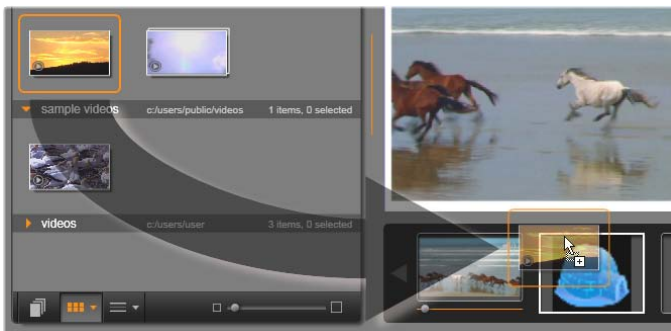 sample videos c:/users/public/videos 1 items, 0 selected
videos c:/users/user 3 items, 0 selected